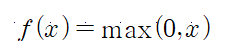 f(x) = max(0,x)